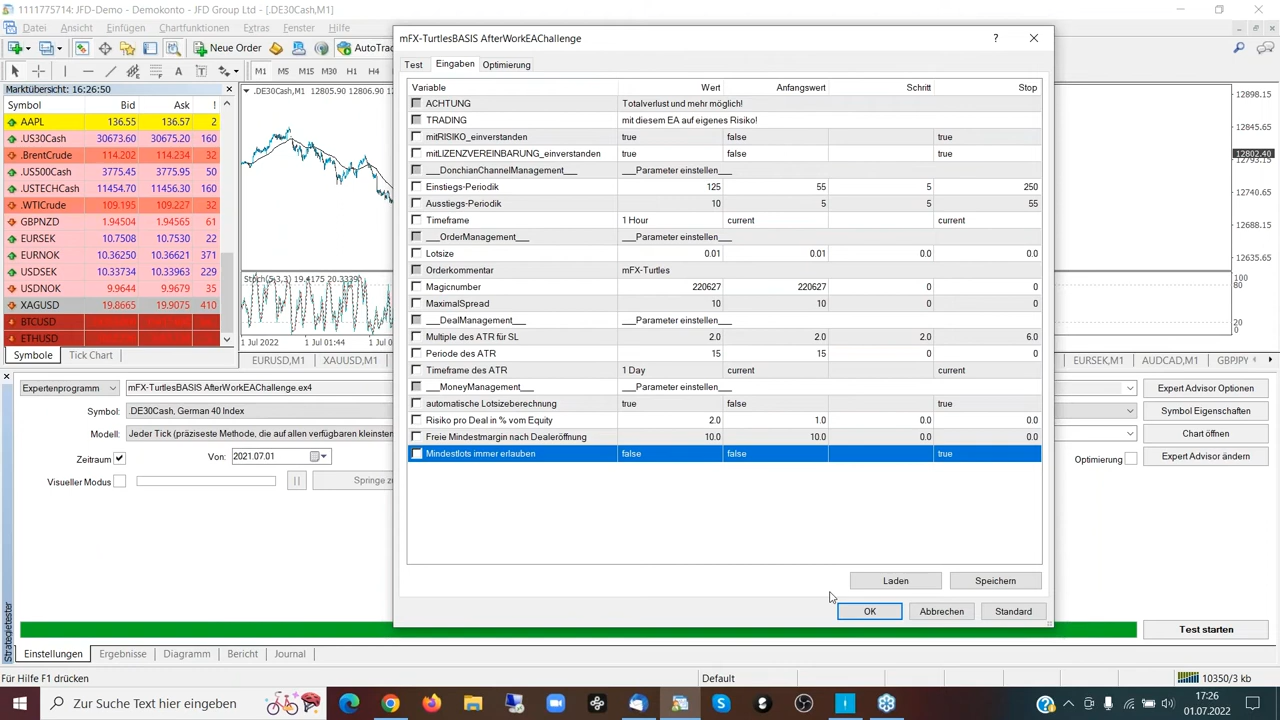 1111775714: JFD-Demo - Demokonto - JFD Group Ltd - [.DE30Cash,M1]
Datei Ansicht Einfügen Chartfunktionen Extras Fenster Hilfe
New Order AutoTrad
M1 M5 M15 M30 H1 H
Marktübersicht: 16:26:50
Symbol Bid Ask !
AAPL 136.55 136.57 2
.US30Cash 30673.60 30675.20 160
.BrentCrude 114.202 114.234 32
.US500Cash 3775.45 3775.95 50
.USTECHCash 11454.70 11456.30 160
.WTICrude 109.195 109.227 32
GBPNZD 1.94504 1.94565 61
EURSEK 10.7508 10.7530 22
EURNOK 10.36250 10.36621 371
USDSEK 10.33734 10.33963 229
USDNOK 9.9644 9.9679 35
XAGUSD 19.8665 19.9075 410
BTCUSD
ETHUSD
Symbole Tick Chart
.DE30Cash,M1 12805.90 12806.90
Stoch(5,3,3) 19.4175 20.3339
1 Jul 2022 1 Jul 01:44 1 Jul
12898.15
12845.65
12802.40
12793.15
12740.65
12688.15
12635.65
100
80
20
0
EURUSD,M1 XAUUSD,M1 EURSEK,M1 AUDCAD,M1 GBPJPY
mFX-TurtlesBASIS AfterWorkEAChallenge
?
Test Eingaben Optimierung
Variable Wert Anfangswert Schritt Stop
ACHTUNG Totalverlust und mehr möglich!
TRADING mit diesem EA auf eigenes Risiko!
mitRISIKO_einverstanden true false true
mitLIZENZVEREINBARUNG_einverstanden true false true
___DonchianChannelManagement___ ___Parameter einstellen___
Einstiegs-Periodik 125 55 5 250
Ausstiegs-Periodik 10 5 5 55
Timeframe 1 Hour current current
___OrderManagement___ ___Parameter einstellen___
Lotsize 0.01 0.01 0.0 0.0
Orderkommentar mFX-Turtles
Magicnumber 220627 220627 0 0
MaximalSpread 10 10 0 0
___DealManagement___ ___Parameter einstellen___
Multiple des ATR für SL 2.0 2.0 2.0 6.0
Periode des ATR 15 15 0 0
Timeframe des ATR 1 Day current current
___MoneyManagement___ ___Parameter einstellen___
automatische Lotsizeberechnung true false true
Risiko pro Deal in % vom Equity 2.0 1.0 0.0 0.0
Freie Mindestmargin nach Dealeröffnung 10.0 10.0 0.0 0.0
Mindestlots immer erlauben false false true
Laden Speichern
OK Abbrechen Standard
Expertenprogramm mFX-TurtlesBASIS AfterWorkEAChallenge.ex4
Symbol: .DE30Cash, German 40 Index
Modell: Jeder Tick (präziseste Methode, die auf allen verfügbaren kleinsten
Zeitraum Von: 2021.07.01
Visueller Modus Springe zu
Expert Advisor Optionen
Symbol Eigenschaften
Chart öffnen
Optimierung Expert Advisor ändern
Strategietester
Test starten
Einstellungen Ergebnisse Diagramm Bericht Journal
Für Hilfe F1 drücken Default 10350/3 kb
Zur Suche Text hier eingeben
17:26
01.07.2022